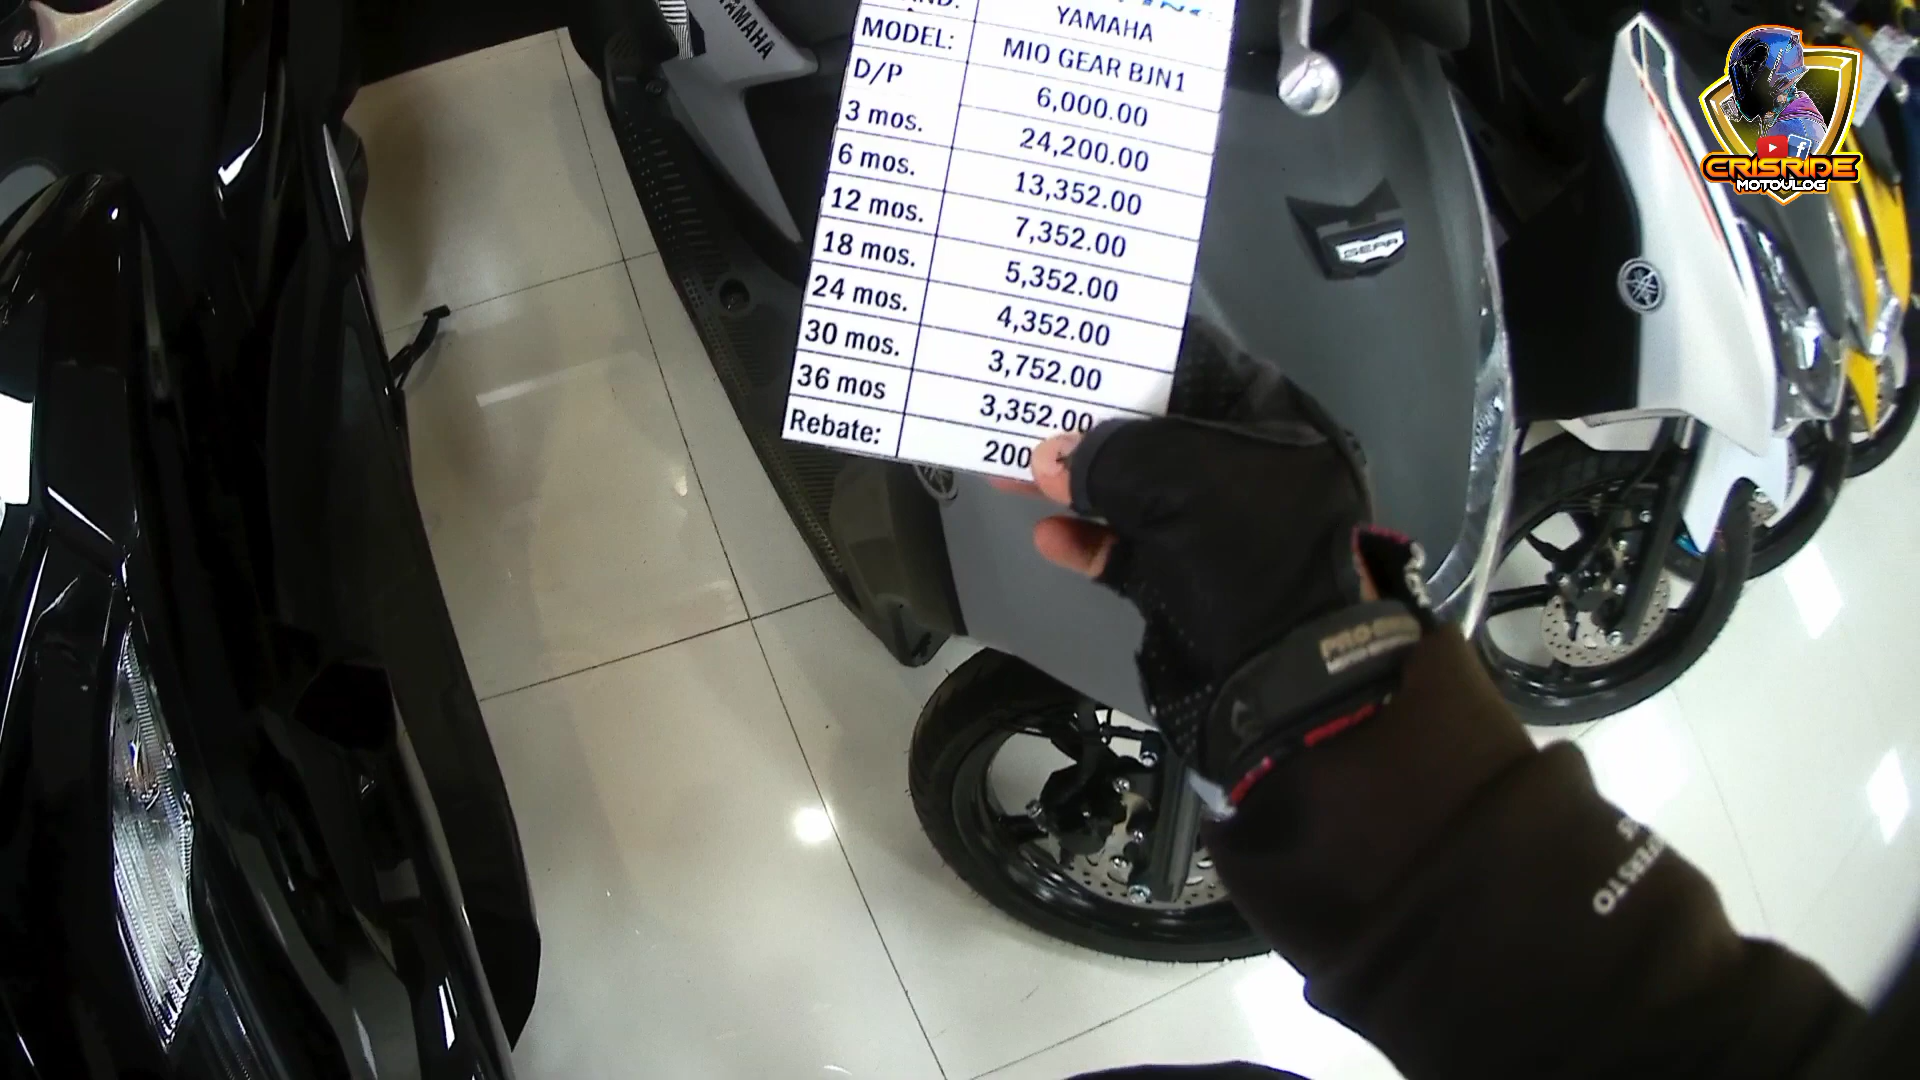 YAMAHA
YAMAHA
MODEL: MIO GEAR BJN1
D/P 6,000.00
3 mos. 24,200.00
6 mos. 13,352.00
12 mos. 7,352.00
18 mos. 5,352.00
24 mos. 4,352.00
30 mos. 3,752.00
36 mos 3,352.00
Rebate: 200
GEAR
CRISRIDE
MOTOVLOG